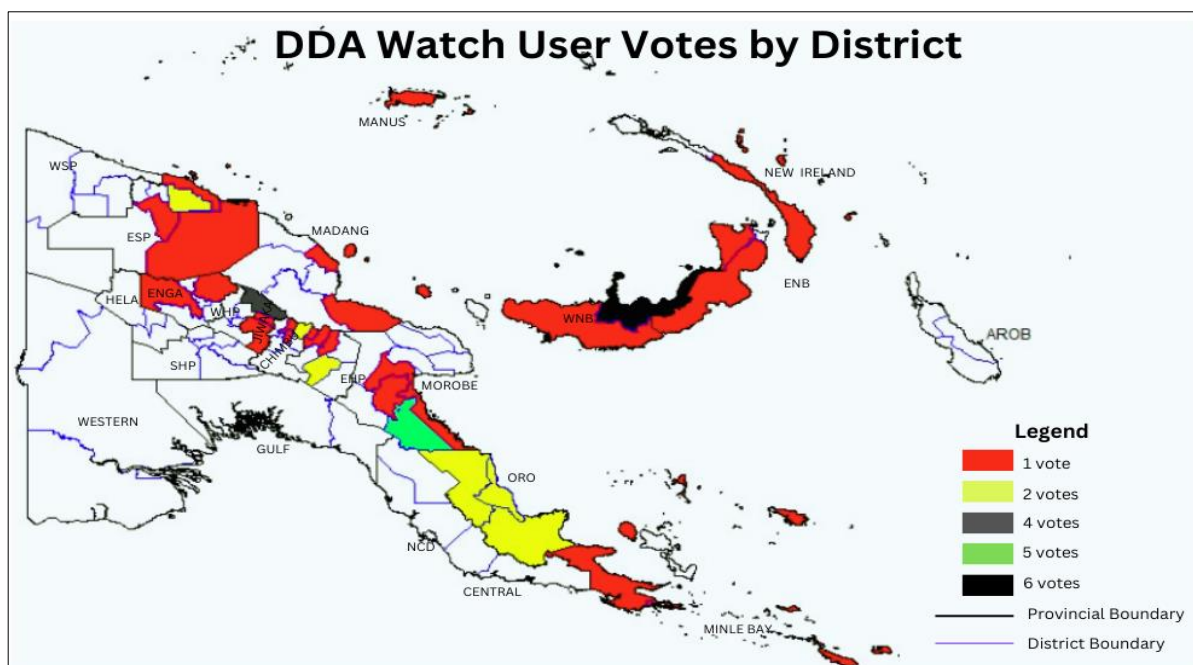 DDA Watch User Votes by District
MANUS
WSP
NEW IRELAND
ESP
MADANG
ENB
HELA
ENGA
WHP
JIWAKA
WNB
CHIMBU
AROB
SHP
EHP
MOROBE
WESTERN
GULF
ORO
NCD
CENTRAL
MINLE BAY
Legend
1 vote
2 votes
4 votes
5 votes
6 votes
Provincial Boundary
District Boundary